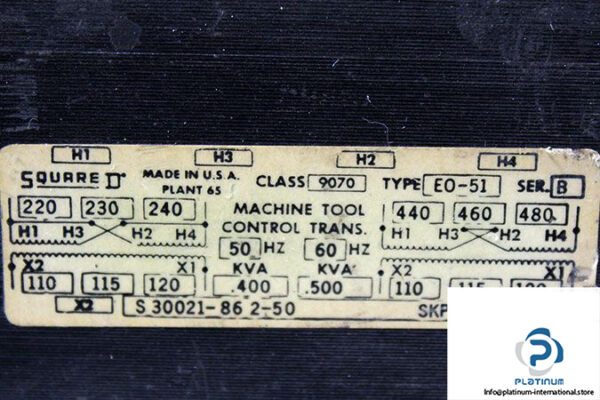 H1 H3 H2 H4
SQUARE D MADE IN U.S.A. PLANT 65 CLASS 9070 TYPE EO-51 SER. B
220 230 240 MACHINE TOOL 440 460 480
H1 H3 H2 H4 CONTROL TRANS. H1 H3 H2 H4
50 HZ 60 HZ
X2 X1 KVA KVA X2 X1
110 115 120 .400 .500 110 115
X2 S 30021-86 2-50 SKP
PLATINUM
Info@platinum-international.store